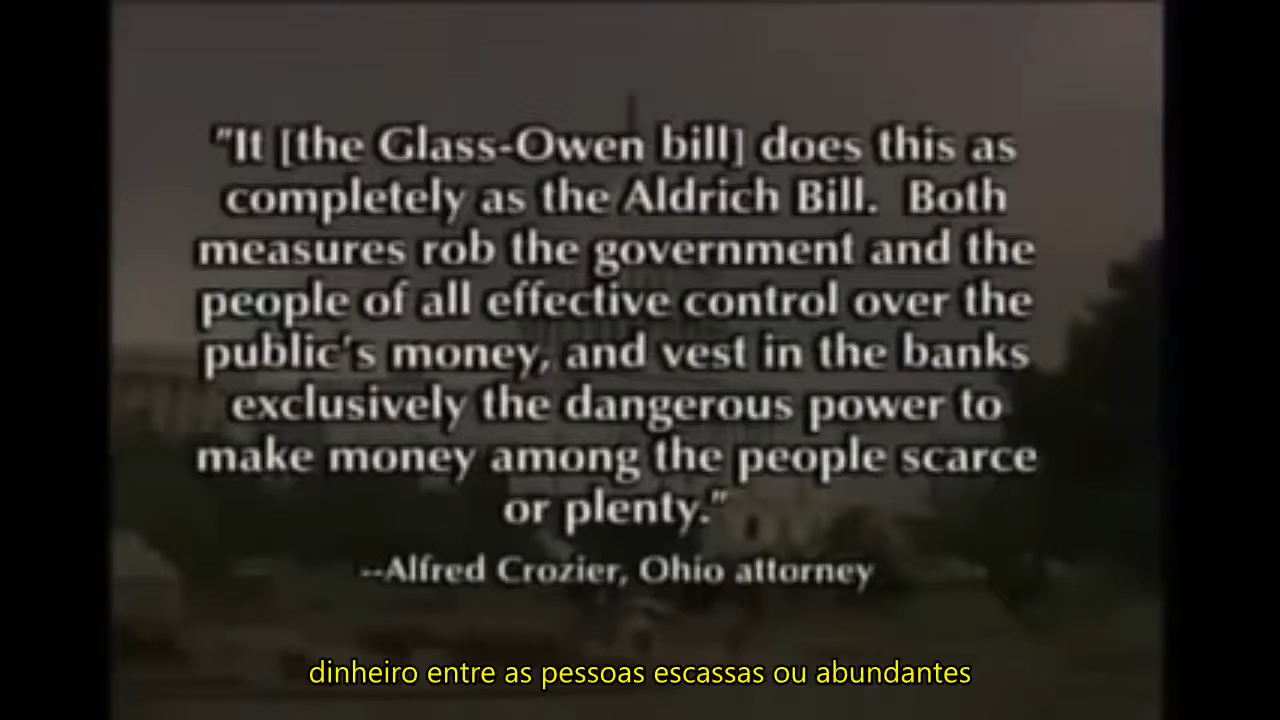 "It [the Glass-Owen bill] does this as
completely as the Aldrich Bill.  Both
measures rob the government and the
people of all effective control over the
public's money, and vest in the banks
exclusively the dangerous power to
make money among the people scarce
or plenty."
--Alfred Crozier, Ohio attorney
dinheiro entre as pessoas escassas ou abundantes